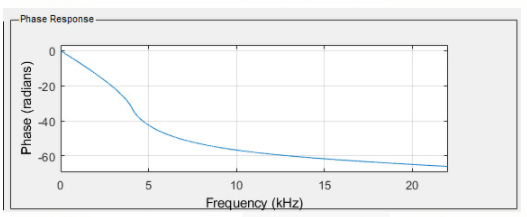 Phase Response
Phase (radians)
0
-20
-40
-60
0 5 10 15 20
Frequency (kHz)